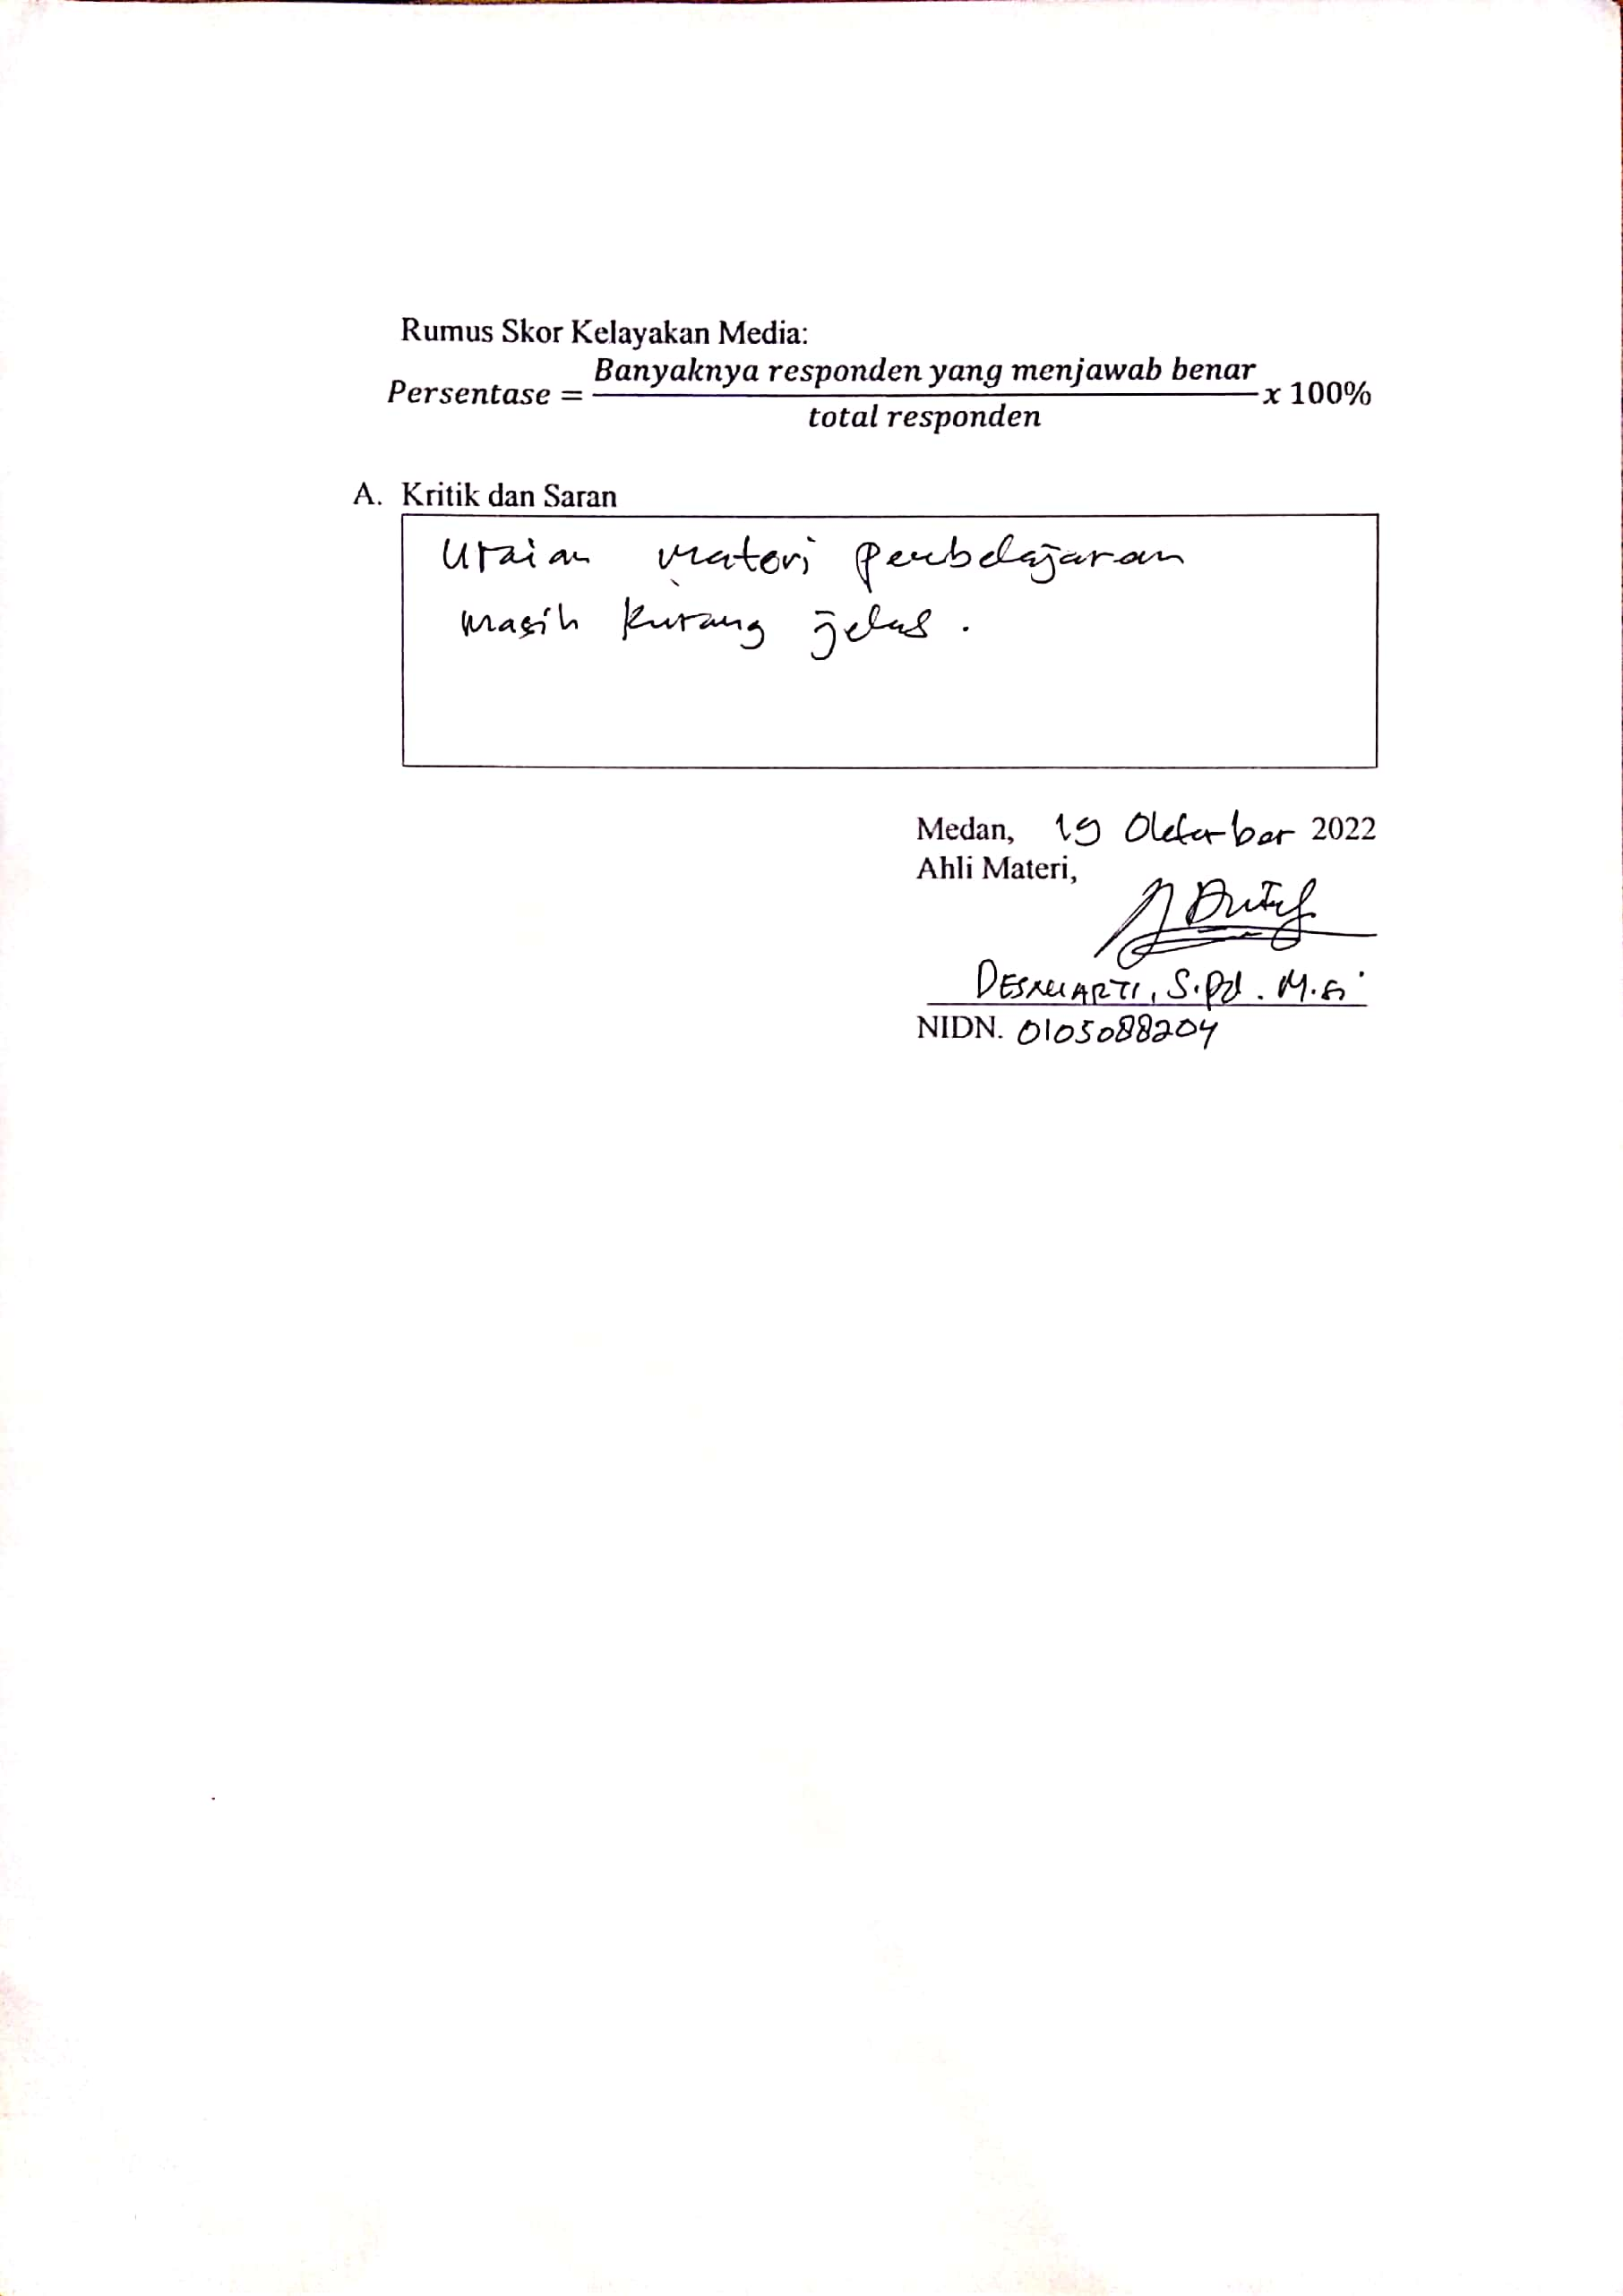 Rumus Skor Kelayakan Media:
Persentase = Banyaknya responden yang menjawab benar / total responden x 100%
A. Kritik dan Saran
Uraian materi pembelajaran
masih kurang jelas.
Medan, 19 Oktober 2022
Ahli Materi,
S.Pd. M.Si
NIDN. 0105088204